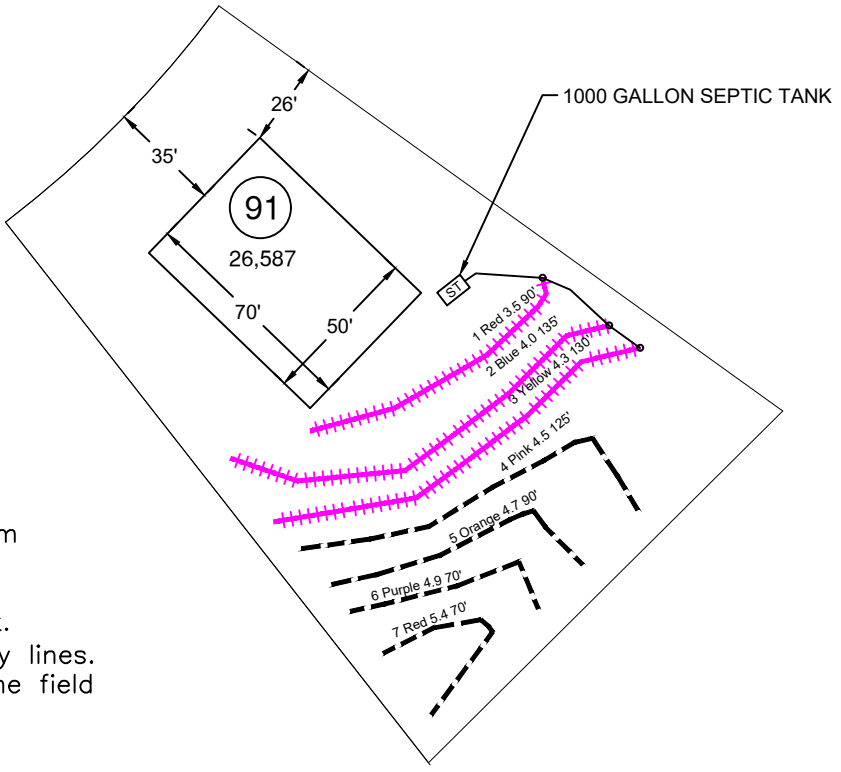 26'
1000 GALLON SEPTIC TANK
35'
91
26,587
ST
70'
50'
1 Red 3.5 90'
2 Blue 4.0 135'
3 Yellow 4.3 130'
4 Pink 4.5 125'
5 Orange 4.7 90'
6 Purple 4.9 70'
7 Red 5.4 70'
y lines.
ne field